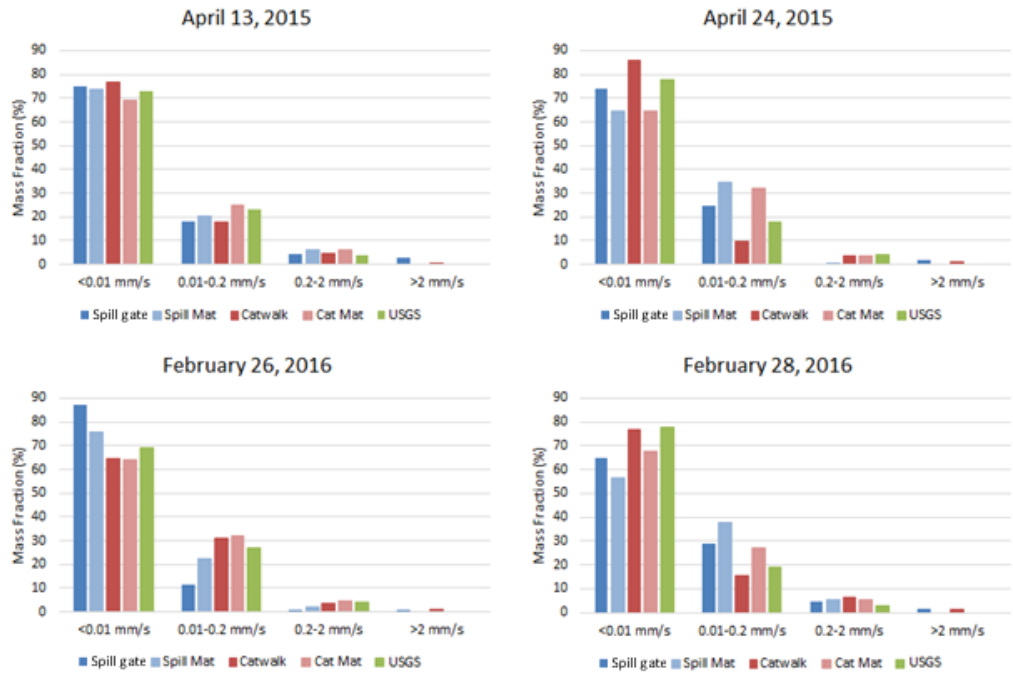 April 13, 2015
90
80
70
60
50
40
30
20
10
0
Mass Fraction (%)
<0.01 mm/s 0.01-0.2 mm/s 0.2-2 mm/s >2 mm/s
Spill gate Spill Mat Catwalk Cat Mat USGS
April 24, 2015
90
80
70
60
50
40
30
20
10
0
Mass Fraction (%)
<0.01 mm/s 0.01-0.2 mm/s 0.2-2 mm/s >2 mm/s
Spill gate Spill Mat Catwalk Cat Mat USGS
February 26, 2016
90
80
70
60
50
40
30
20
10
0
Mass Fraction (%)
<0.01 mm/s 0.01-0.2 mm/s 0.2-2 mm/s >2 mm/s
Spill gate Spill Mat Catwalk Cat Mat USGS
February 28, 2016
90
80
70
60
50
40
30
20
10
0
Mass Fraction (%)
<0.01 mm/s 0.01-0.2 mm/s 0.2-2 mm/s >2 mm/s
Spill gate Spill Mat Catwalk Cat Mat USGS